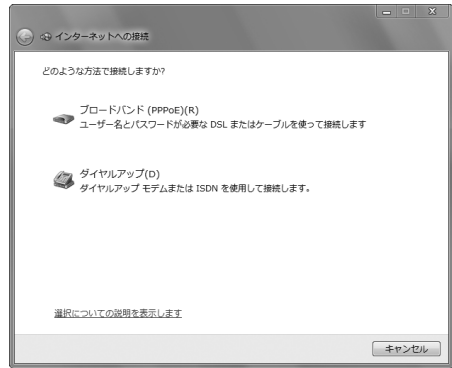 インターネットへの接続
どのような方法で接続しますか?
ブロードバンド (PPPoE)(R)
ユーザー名とパスワードが必要な DSL またはケーブルを使って接続します
ダイヤルアップ(D)
ダイヤルアップ モデムまたは ISDN を使用して接続します。
選択についての説明を表示します
キャンセル